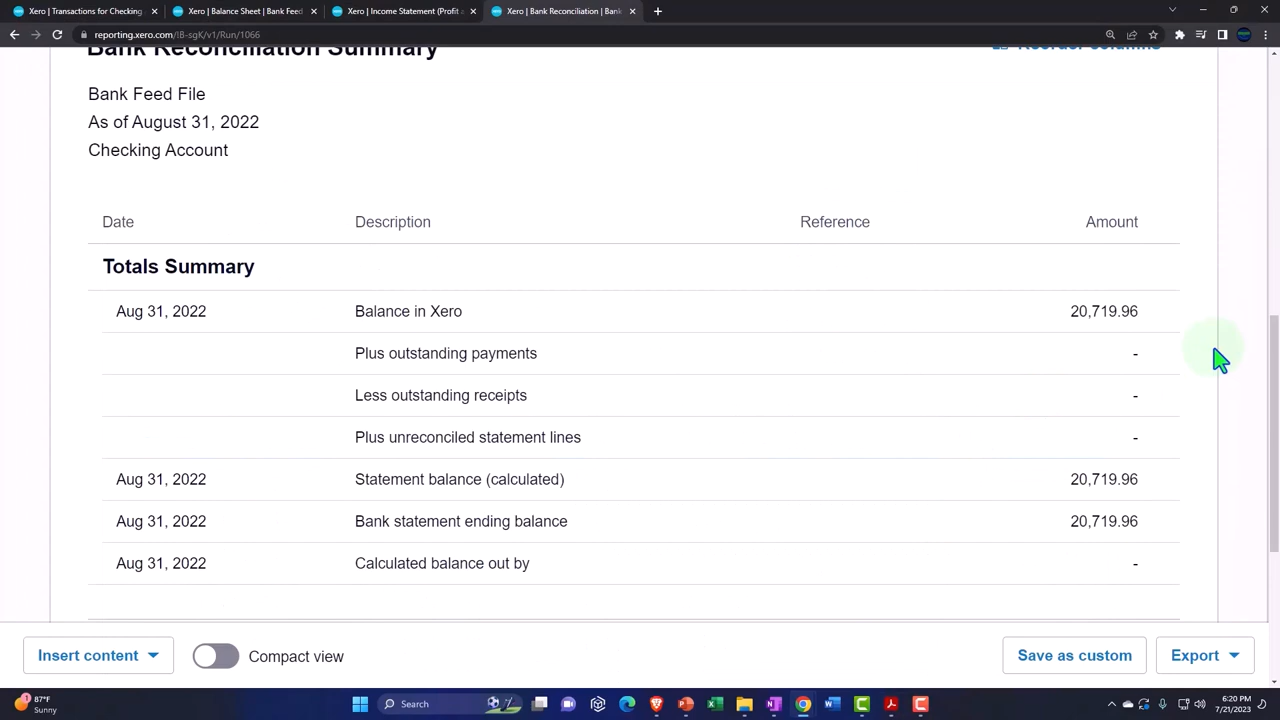 Xero | Transactions for Checking
Xero | Balance Sheet | Bank Feed
Xero | Income Statement (Profit a
Xero | Bank Reconciliation | Bank
reporting.xero.com/!B-sgK/v1/Run/1066
Bank Reconciliation Summary
Reorder columns
Bank Feed File
As of August 31, 2022
Checking Account
Date Description Reference Amount
Totals Summary
Aug 31, 2022 Balance in Xero 20,719.96
Plus outstanding payments -
Less outstanding receipts -
Plus unreconciled statement lines -
Aug 31, 2022 Statement balance (calculated) 20,719.96
Aug 31, 2022 Bank statement ending balance 20,719.96
Aug 31, 2022 Calculated balance out by -
Insert content Compact view Save as custom Export
87°F
Sunny
Search
6:20 PM
7/21/2023